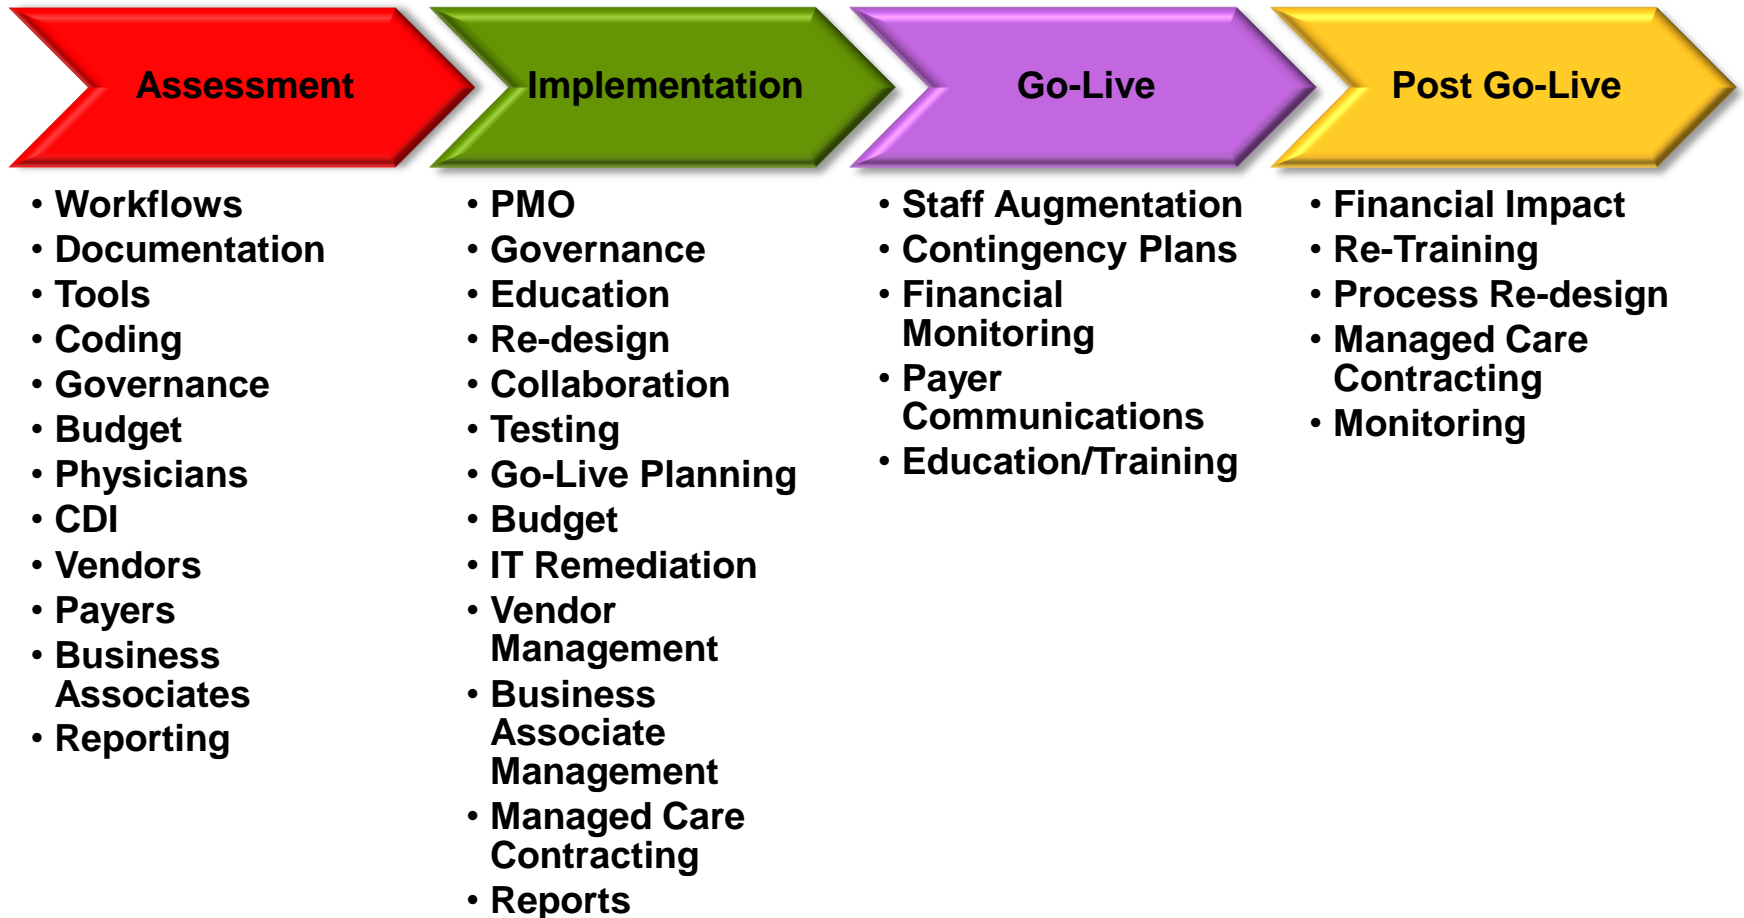 Assessment
Implementation
Go-Live
Post Go-Live
• Workflows
• Documentation
• Tools
• Coding
• Governance
• Budget
• Physicians
• CDI
• Vendors
• Payers
• Business
Associates
• Reporting
• PMO
• Governance
• Education
• Re-design
• Collaboration
• Testing
• Go-Live Planning
• Budget
• IT Remediation
• Vendor
Management
• Business
Associate
Management
• Managed Care
Contracting
• Reports
• Staff Augmentation
• Contingency Plans
• Financial
Monitoring
• Payer
Communications
• Education/Training
• Financial Impact
• Re-Training
• Process Re-design
• Managed Care
Contracting
• Monitoring